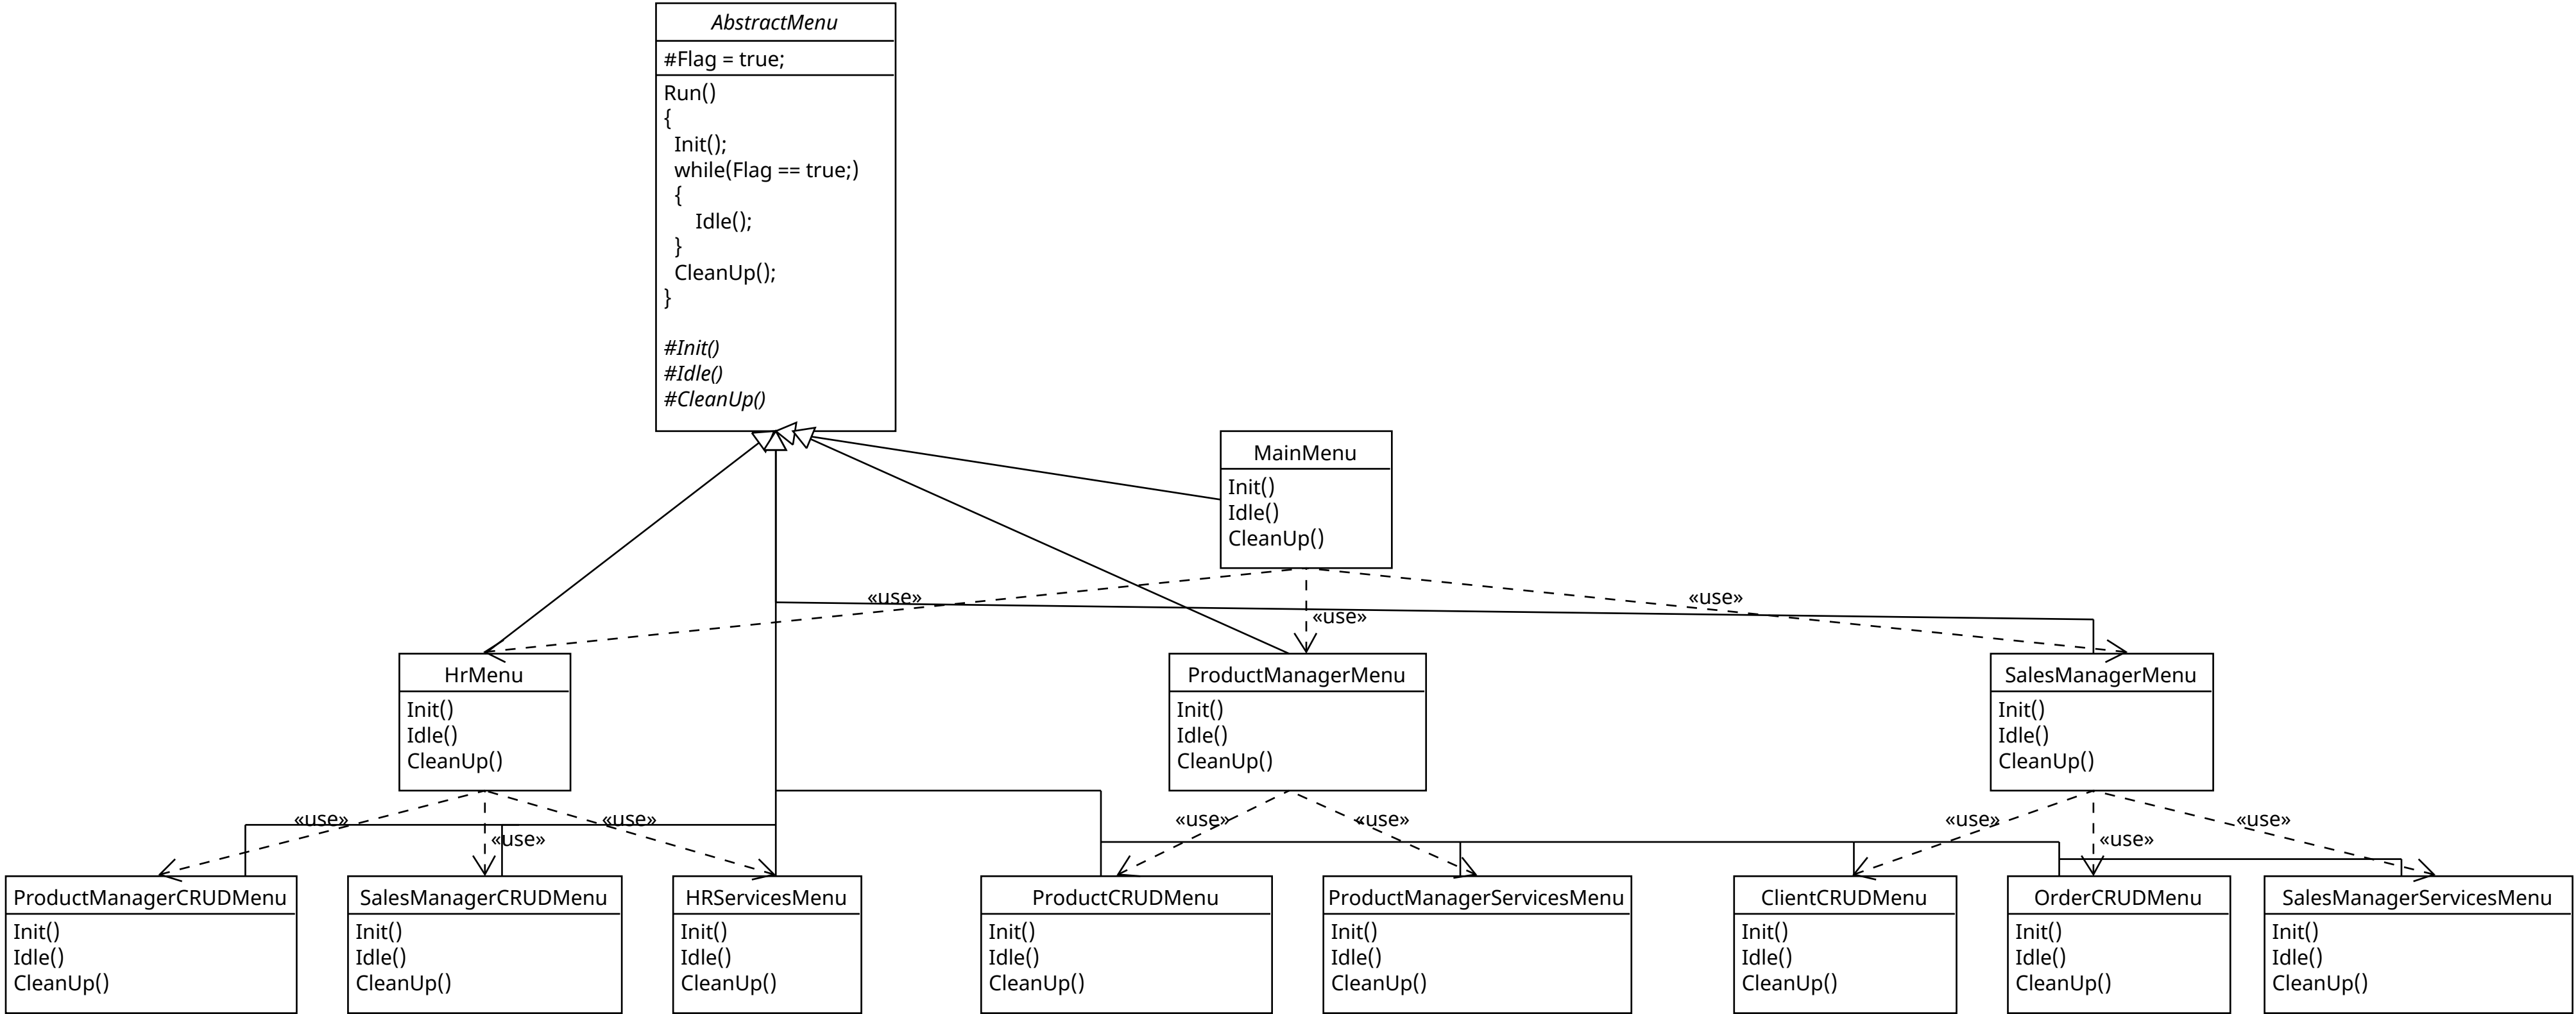 AbstractMenu
#Flag = true;
Run()
{
Init();
while(Flag == true;)
{
Idle();
}
CleanUp();
}
#Init()
#Idle()
#CleanUp()
MainMenu
Init()
Idle()
CleanUp()
«use»
«use»
«use»
HrMenu
Init()
Idle()
CleanUp()
ProductManagerMenu
Init()
Idle()
CleanUp()
SalesManagerMenu
Init()
Idle()
CleanUp()
«use»
«use»
«use»
«use»
«use»
«use»
«use»
«use»
ProductManagerCRUDMenu
Init()
Idle()
CleanUp()
SalesManagerCRUDMenu
Init()
Idle()
CleanUp()
HRServicesMenu
Init()
Idle()
CleanUp()
ProductCRUDMenu
Init()
Idle()
CleanUp()
ProductManagerServicesMenu
Init()
Idle()
CleanUp()
ClientCRUDMenu
Init()
Idle()
CleanUp()
OrderCRUDMenu
Init()
Idle()
CleanUp()
SalesManagerServicesMenu
Init()
Idle()
CleanUp()